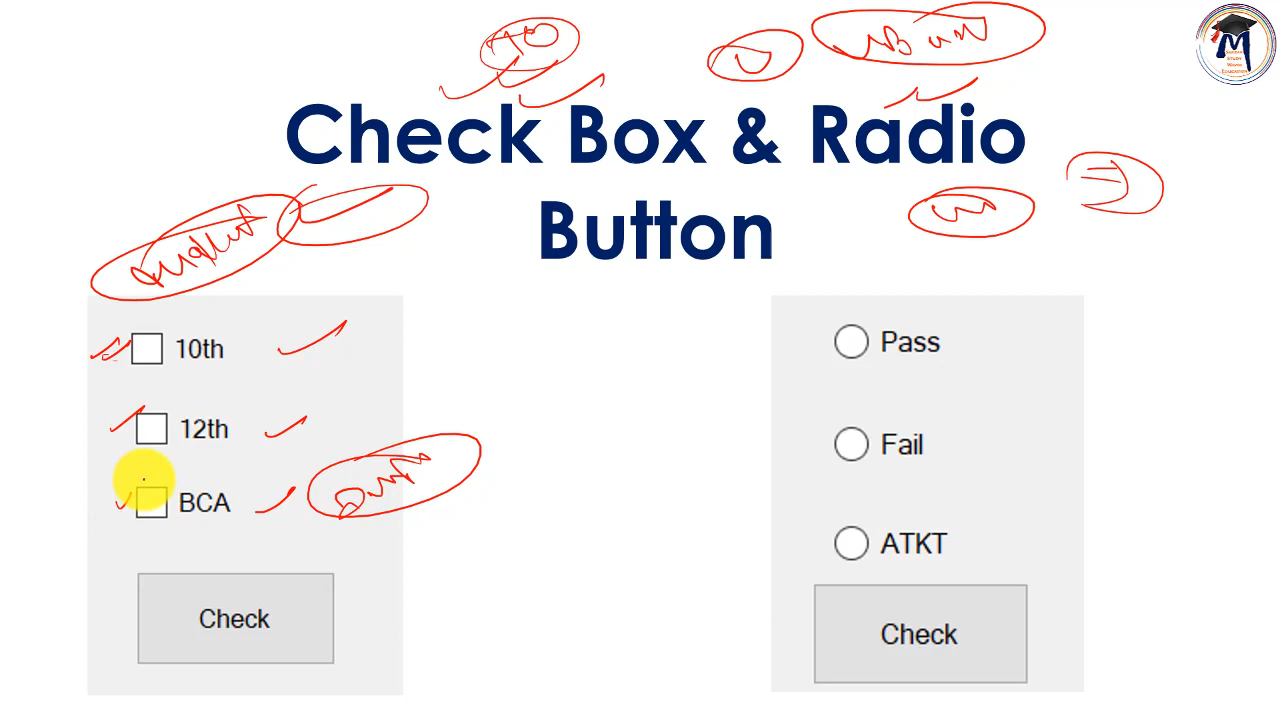 Check Box & Radio
Button
10th
12th
BCA
Check
Pass
Fail
ATKT
Check